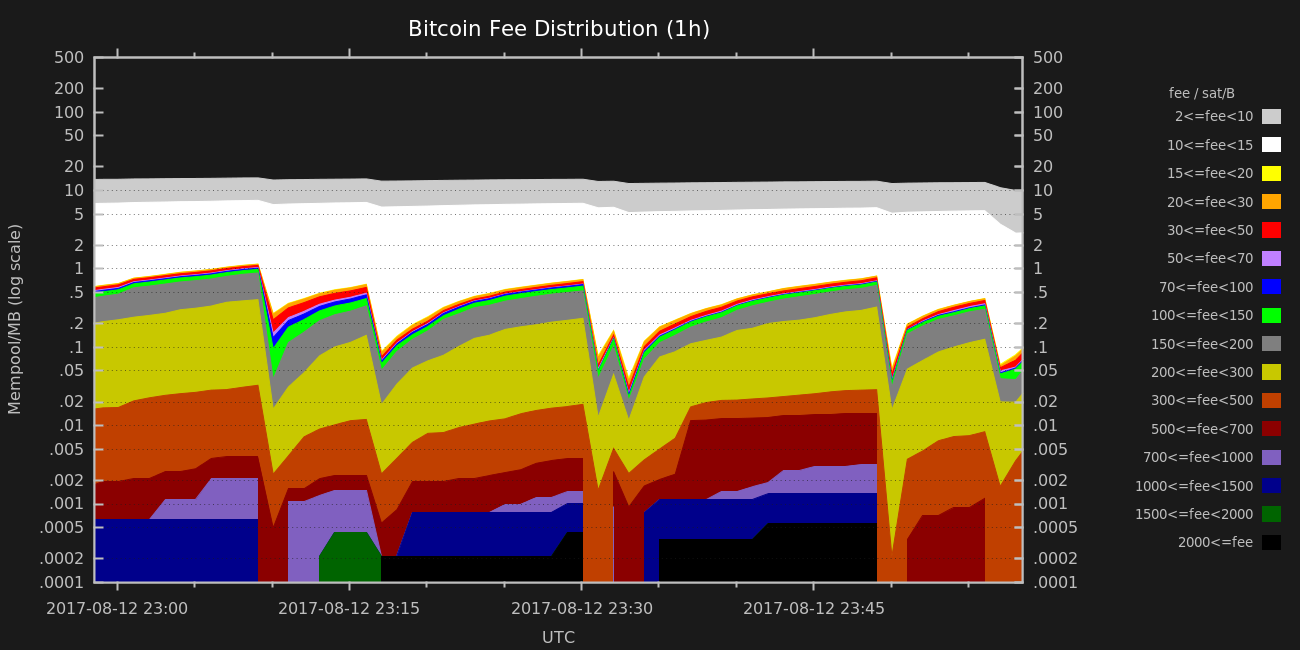 Bitcoin Fee Distribution (1h)
500 500
fee / sat/B
200 200
100 100
50 50
20 20
10 10
5 5
2 2
1 1
.5 .5
.2 .2
.1 .1
.05 .05
.02 .02
.01 .01
.005 .005
.002 .002
.001 .001
.0005 .0005
.0002 .0002
.0001 .0001
2<=fee<10
10<=fee<15
15<=fee<20
20<=fee<30
30<=fee<50
50<=fee<70
70<=fee<100
100<=fee<150
150<=fee<200
200<=fee<300
300<=fee<500
500<=fee<700
700<=fee<1000
1000<=fee<1500
1500<=fee<2000
2000<=fee
Mempool/MB (log scale)
2017-08-12 23:00 2017-08-12 23:15 2017-08-12 23:30 2017-08-12 23:45
UTC